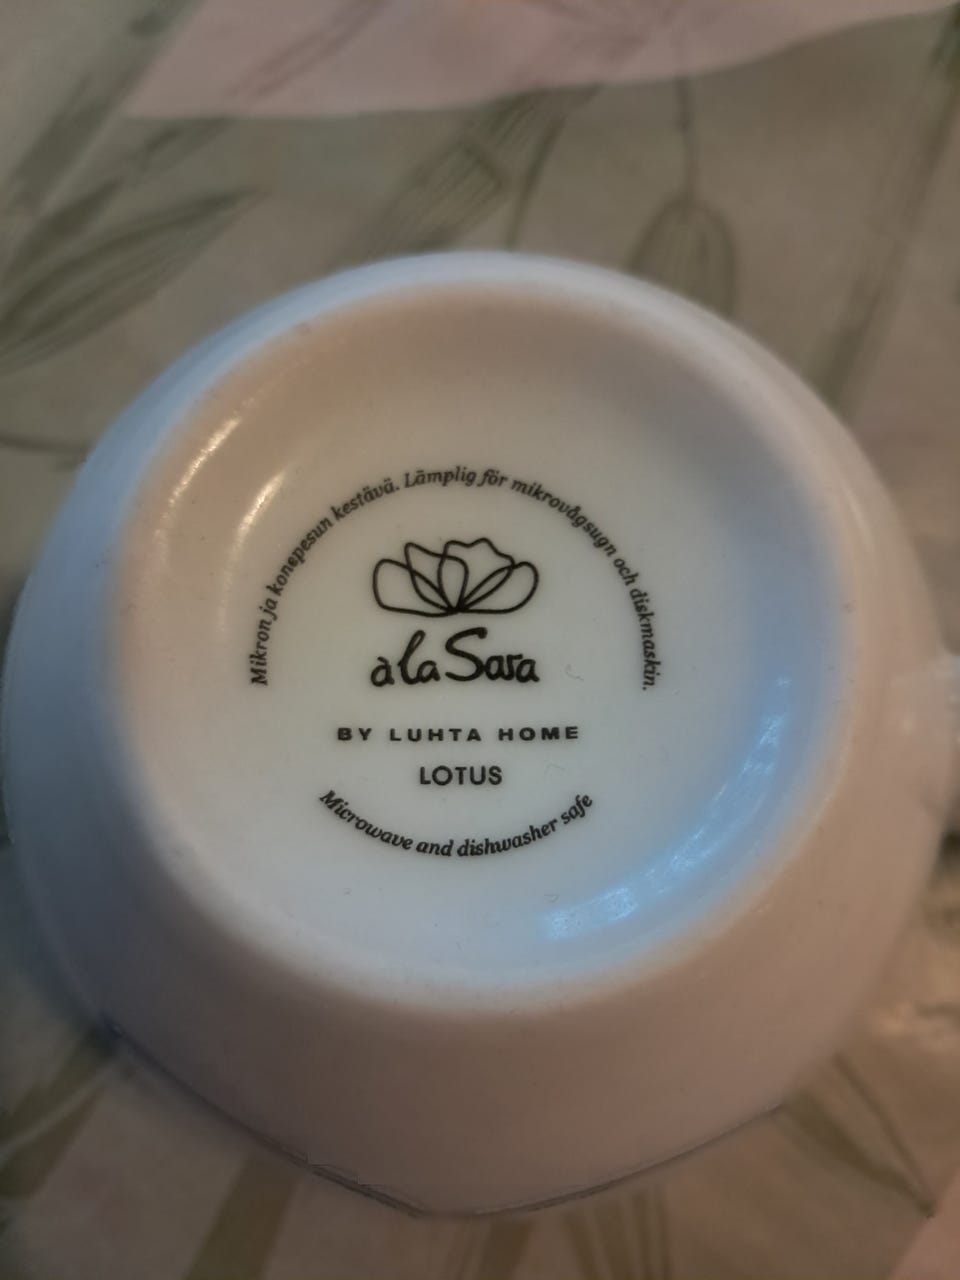 Mikron ja konepesun kestävä. Lämplig för mikrovågsugn och diskmaskin.
à la Sara
BY LUHTA HOME
LOTUS
Microwave and dishwasher safe